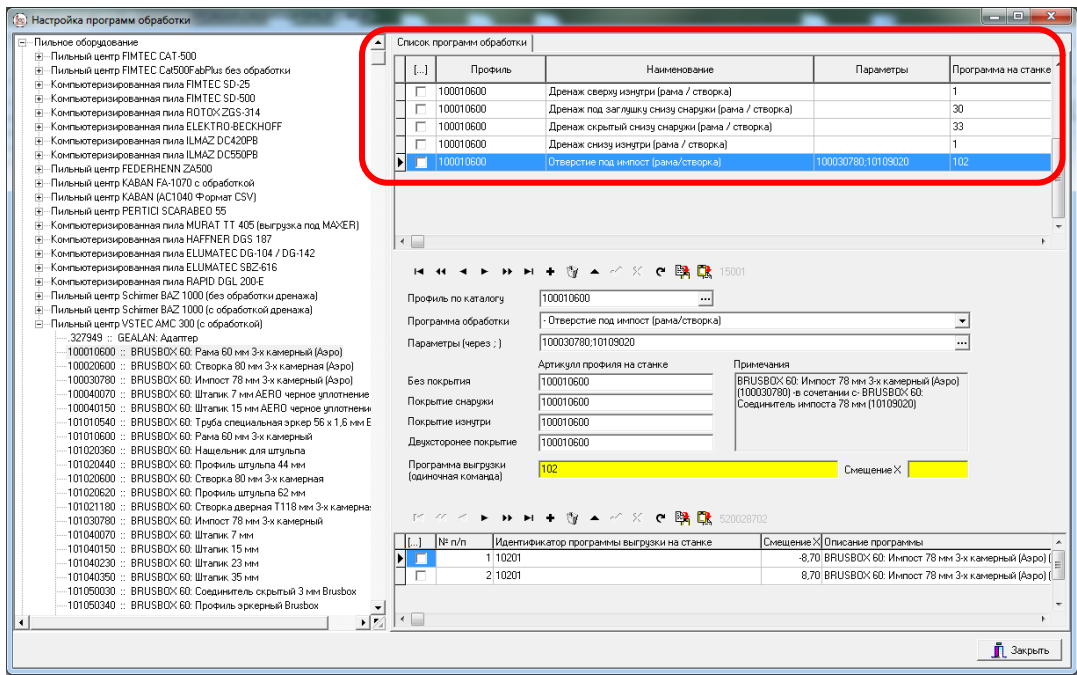 Настройка программ обработки
Пильное оборудование
Пильный центр FIMTEC CAT-500
Пильный центр FIMTEC Cat500FabPlus без обработки
Компьютеризированная пила FIMTEC SD-25
Компьютеризированная пила FIMTEC SD-500
Компьютеризированная пила ROTOX ZGS-314
Компьютеризированная пила ELEKTRO-BECKHOFF
Компьютеризированная пила ILMAZ DC420PB
Компьютеризированная пила ILMAZ DC550PB
Пильный центр FEDERHENN ZA500
Пильный центр KABAN FA-1070 с обработкой
Пильный центр KABAN (AC1040 Формат CSV)
Пильный центр PERTICI SCARABEO 55
Компьютеризированная пила MURAT TT 405 (выгрузка под MAXER)
Компьютеризированная пила HAFFNER DGS 187
Компьютеризированная пила ELUMATEC DG-104 / DG-142
Компьютеризированная пила ELUMATEC SBZ-616
Компьютеризированная пила RAPID DGL 200-E
Пильный центр Schirmer BAZ 1000 (без обработки дренажа)
Пильный центр Schirmer BAZ 1000 (с обработкой дренажа)
Пильный центр VSTEC AMC 300 (с обработкой)
.327949 :: GEALAN: Адаптер
100010600 :: BRUSBOX 60: Рама 60 мм 3-х камерный (Аэро)
100020600 :: BRUSBOX 60: Створка 80 мм 3-х камерная (Аэро)
100030780 :: BRUSBOX 60: Импост 78 мм 3-х камерный (Аэро)
100040070 :: BRUSBOX 60: Штапик 7 мм AERO черное уплотнение
100040150 :: BRUSBOX 60: Штапик 15 мм AERO черное уплотнени
101010540 :: BRUSBOX 60: Труба специальная эркер 56 x 1,6 мм E
101010600 :: BRUSBOX 60: Рама 60 мм 3-х камерный
101020360 :: BRUSBOX 60: Нащельник для штульпа
101020440 :: BRUSBOX 60: Профиль штульпа 44 мм
101020600 :: BRUSBOX 60: Створка 80 мм 3-х камерная
101020620 :: BRUSBOX 60: Профиль штульпа 62 мм
101021180 :: BRUSBOX 60: Створка дверная Т118 мм 3-х камерна:
101030780 :: BRUSBOX 60: Импост 78 мм 3-х камерный
101040070 :: BRUSBOX 60: Штапик 7 мм
101040150 :: BRUSBOX 60: Штапик 15 мм
101040230 :: BRUSBOX 60: Штапик 23 мм
101040350 :: BRUSBOX 60: Штапик 35 мм
101050030 :: BRUSBOX 60: Соединитель скрытый 3 мм Brusbox
101050340 :: BRUSBOX 60: Профиль эркерный Brusbox
Список программ обработки
[...] Профиль Наименование Параметры Программа на станке
100010600 Дренаж сверху изнутри (рама / створка) 1
100010600 Дренаж под заглушку снизу снаружи (рама / створка) 30
100010600 Дренаж скрытый снизу снаружи (рама / створка) 33
100010600 Дренаж снизу изнутри (рама / створка) 1
100010600 Отверстие под импост (рама/створка) 100030780;10109020 102
15001
Профиль по каталогу 100010600 ...
Программа обработки - Отверстие под импост (рама/створка)
Параметры (через ; ) 100030780;10109020 ...
Артикулл профиля на станке Примечания
Без покрытия 100010600
Покрытие снаружи 100010600
Покрытие изнутри 100010600
Двухсторонее покрытие 100010600
BRUSBOX 60: Импост 78 мм 3-х камерный (Аэро)
(100030780) -в сочетании с- BRUSBOX 60:
Соединитель импоста 78 мм (10109020)
Программа выгрузки
(одиночная команда) 102 Смещение X
520028702
[...] № п/п Идентификатор программы выгрузки на станке Смещение X Описание программы
1 10201 -8,70 BRUSBOX 60: Импост 78 мм 3-х камерный (Аэро) (
2 10201 8,70 BRUSBOX 60: Импост 78 мм 3-х камерный (Аэро) (
Закрыть